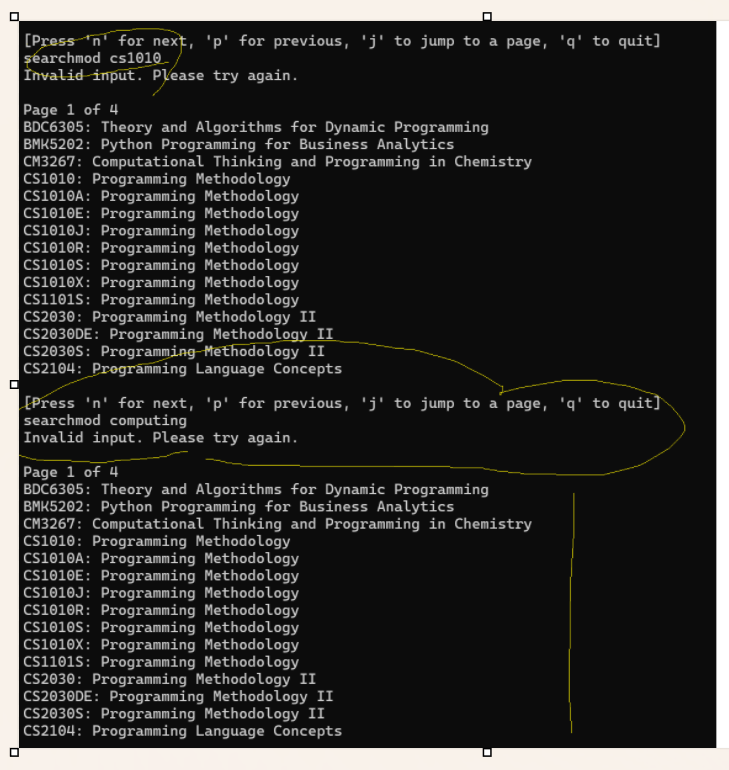 [Press 'n' for next, 'p' for previous, 'j' to jump to a page, 'q' to quit]
searchmod cs1010
Invalid input. Please try again.
Page 1 of 4
BDC6305: Theory and Algorithms for Dynamic Programming
BMK5202: Python Programming for Business Analytics
CM3267: Computational Thinking and Programming in Chemistry
CS1010: Programming Methodology
CS1010A: Programming Methodology
CS1010E: Programming Methodology
CS1010J: Programming Methodology
CS1010R: Programming Methodology
CS1010S: Programming Methodology
CS1010X: Programming Methodology
CS1101S: Programming Methodology
CS2030: Programming Methodology II
CS2030DE: Programming Methodology II
CS2030S: Programming Methodology II
CS2104: Programming Language Concepts
[Press 'n' for next, 'p' for previous, 'j' to jump to a page, 'q' to quit]
searchmod computing
Invalid input. Please try again.
Page 1 of 4
BDC6305: Theory and Algorithms for Dynamic Programming
BMK5202: Python Programming for Business Analytics
CM3267: Computational Thinking and Programming in Chemistry
CS1010: Programming Methodology
CS1010A: Programming Methodology
CS1010E: Programming Methodology
CS1010J: Programming Methodology
CS1010R: Programming Methodology
CS1010S: Programming Methodology
CS1010X: Programming Methodology
CS1101S: Programming Methodology
CS2030: Programming Methodology II
CS2030DE: Programming Methodology II
CS2030S: Programming Methodology II
CS2104: Programming Language Concepts